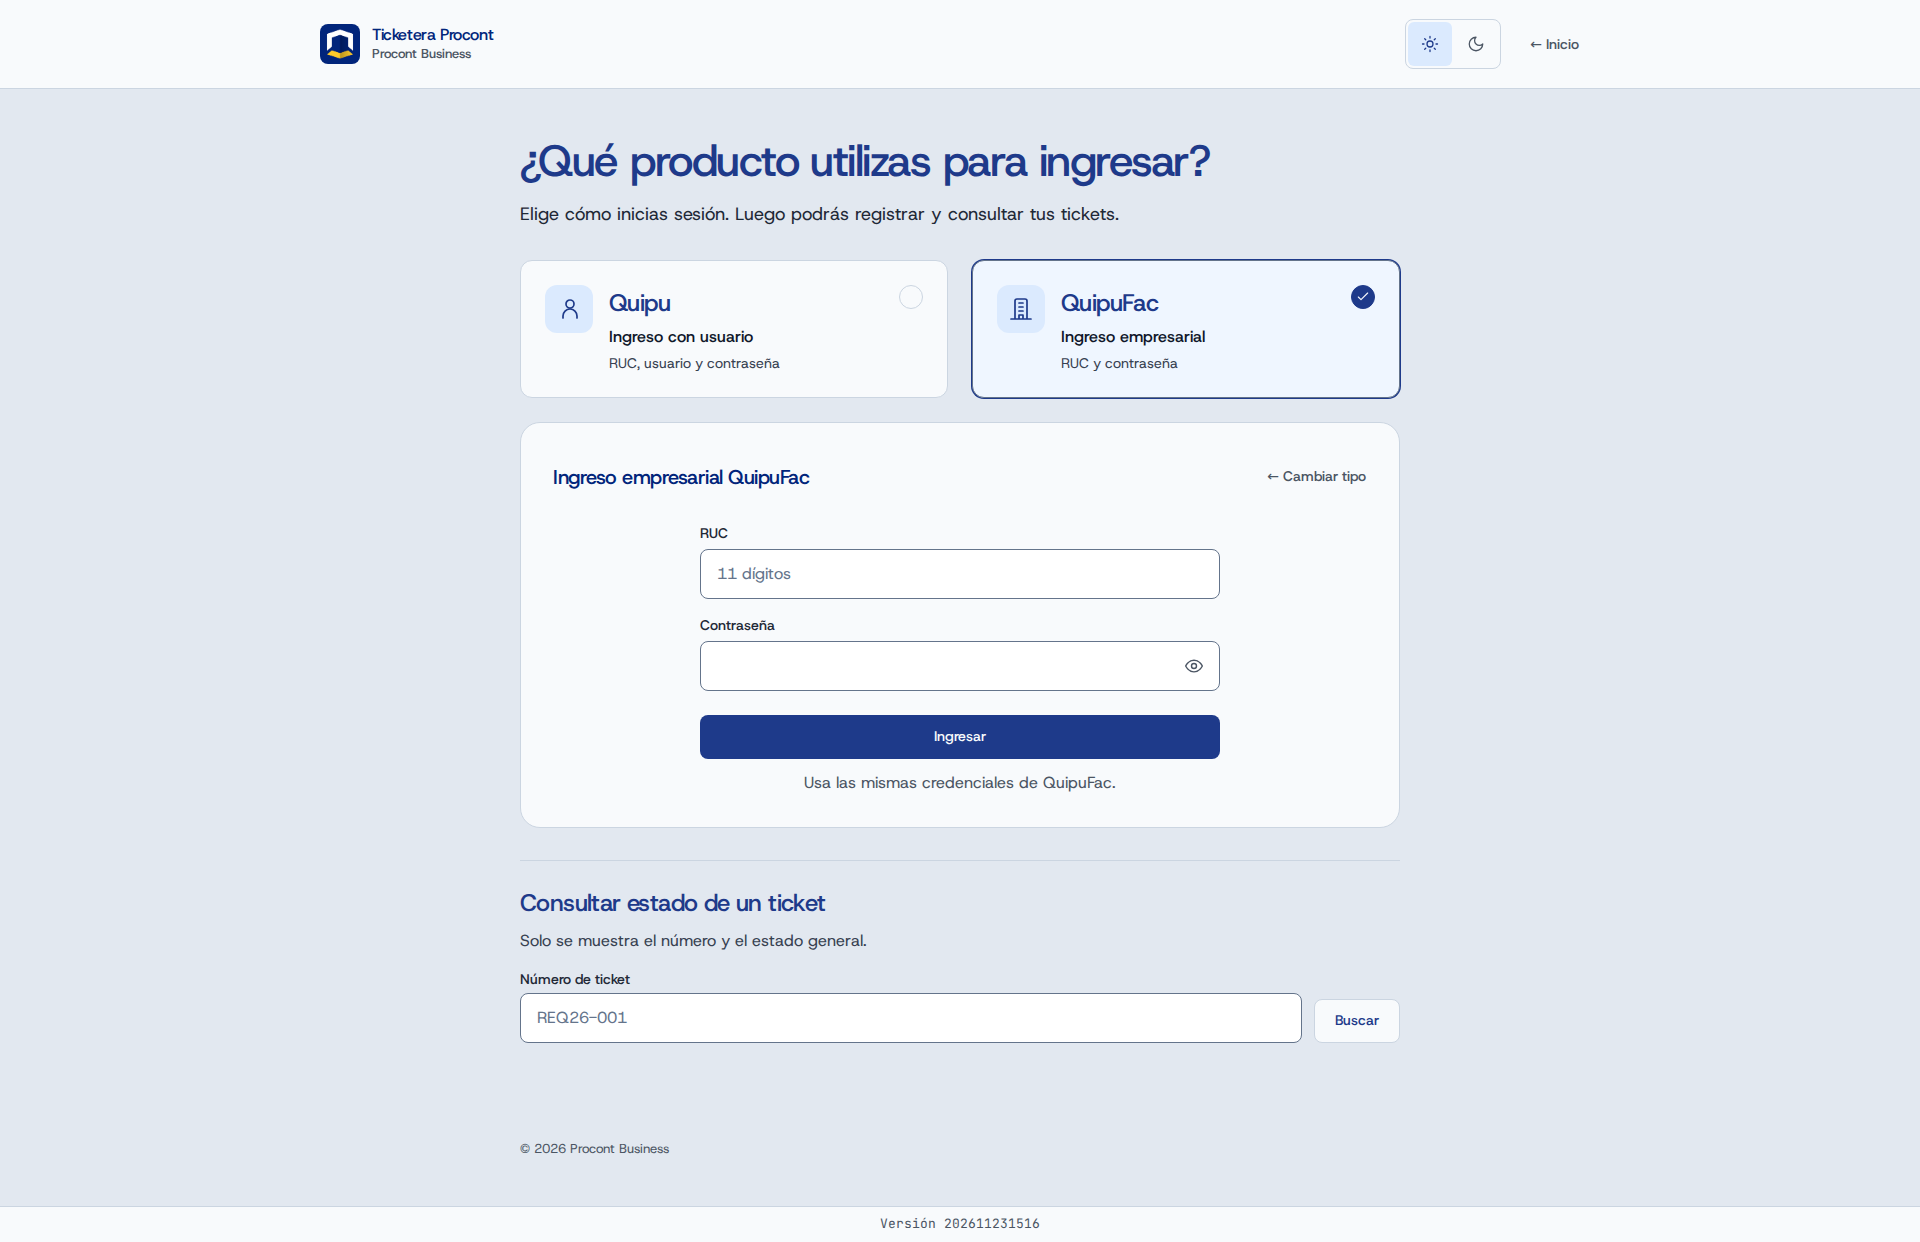 Ticketera Procont
Procont Business
← Inicio
¿Qué producto utilizas para ingresar?
Elige cómo inicias sesión. Luego podrás registrar y consultar tus tickets.
Quipu
Ingreso con usuario
RUC, usuario y contraseña
QuipuFac
Ingreso empresarial
RUC y contraseña
Ingreso empresarial QuipuFac
← Cambiar tipo
RUC
11 dígitos
Contraseña
Ingresar
Usa las mismas credenciales de QuipuFac.
Consultar estado de un ticket
Solo se muestra el número y el estado general.
Número de ticket
REQ26-001
Buscar
© 2026 Procont Business
Versión 202611231516